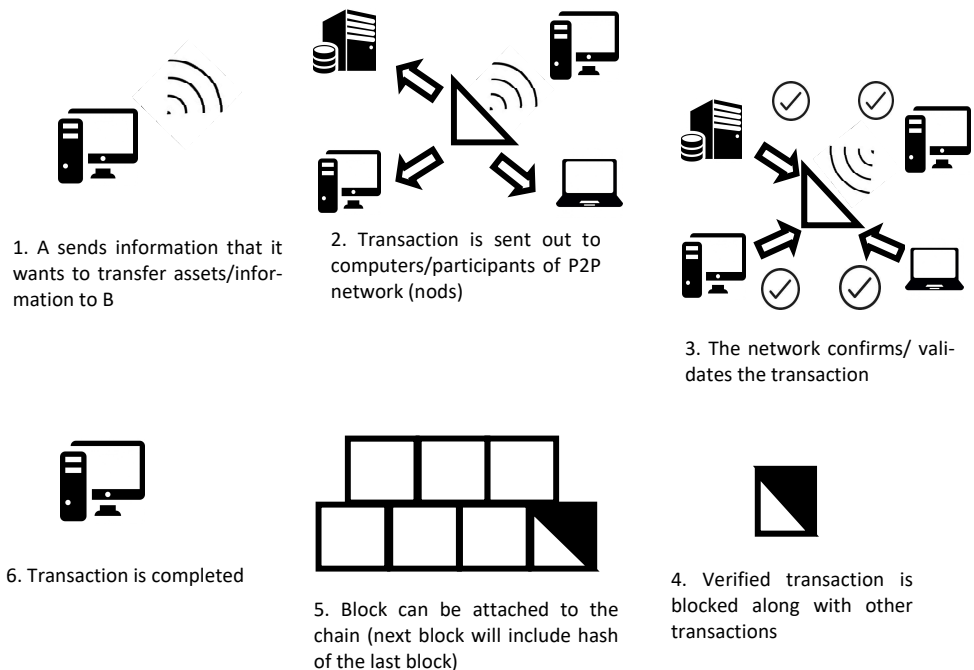 1. A sends information that it
wants to transfer assets/infor-
mation to B
2. Transaction is sent out to
computers/participants of P2P
network (nods)
3. The network confirms/ vali-
dates the transaction
4. Verified transaction is
blocked along with other
transactions
5. Block can be attached to the
chain (next block will include hash
of the last block)
6. Transaction is completed